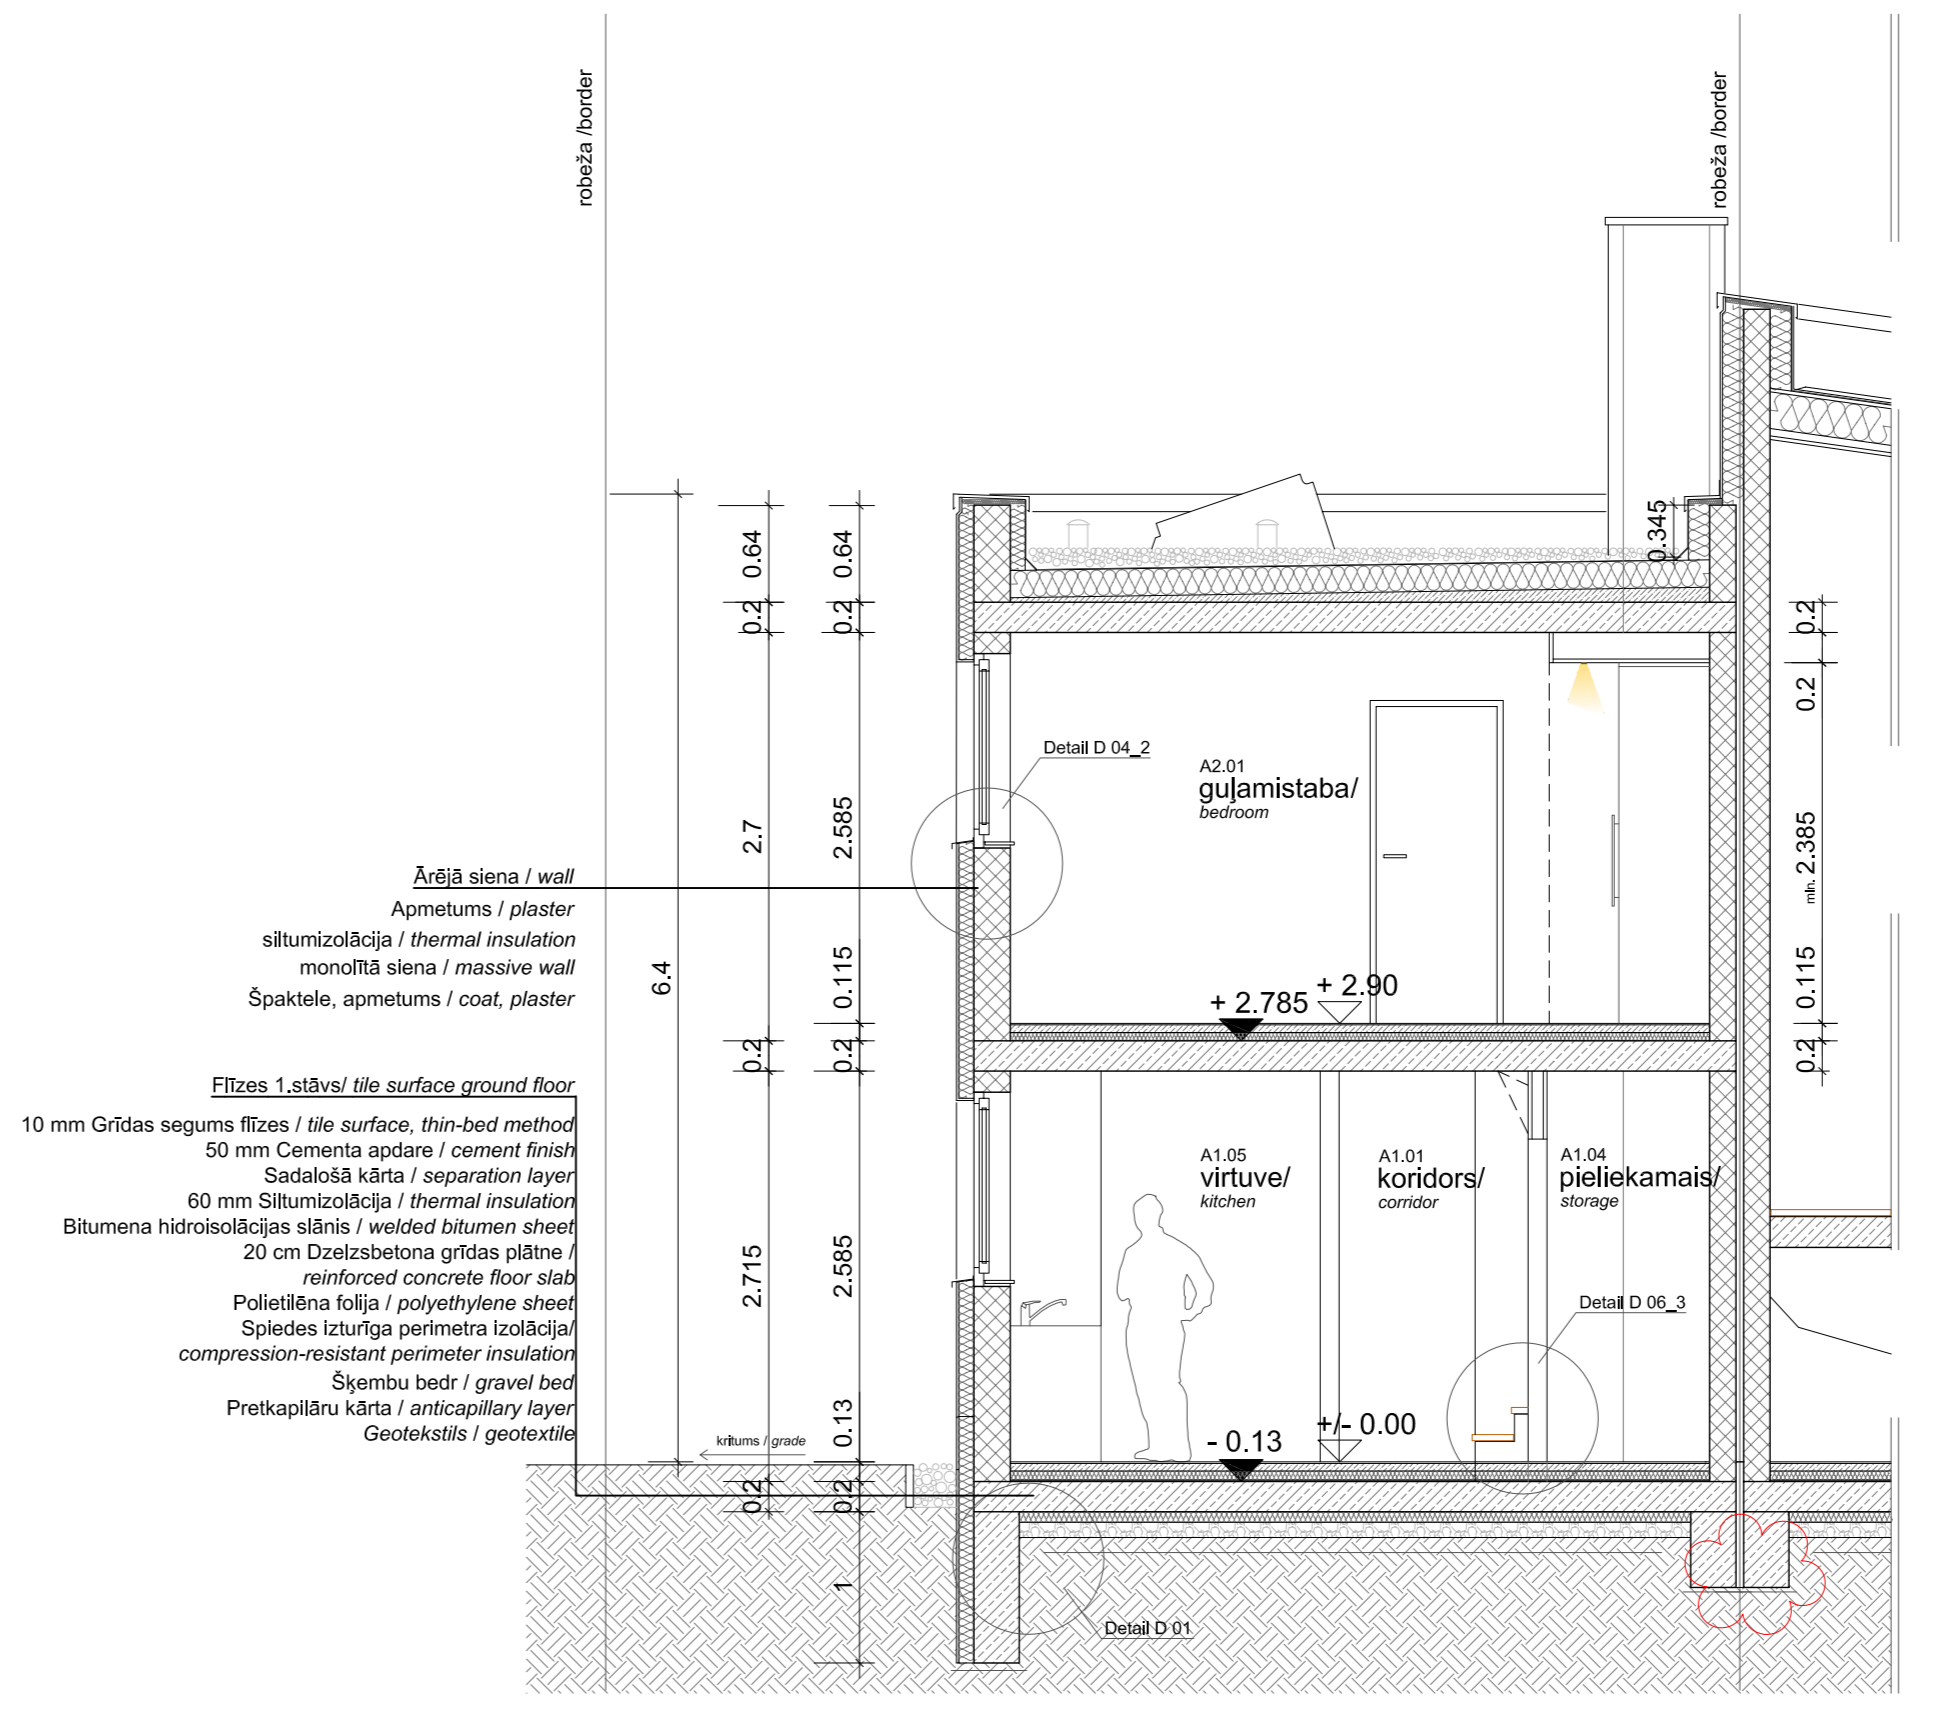 robeža /border
robeža /border
0.64
0.64
0.345
0.2
0.2
0.2
0.2
Detail D 04_2
A2.01
guļamistaba/
bedroom
2.7
2.585
min. 2.385
Ārējā siena / wall
Apmetums / plaster
siltumizolācija / thermal insulation
monolītā siena / massive wall
Špaktele, apmetums / coat, plaster
6.4
0.115
+ 2.785
+ 2.90
0.115
0.2
0.2
0.2
Flīzes 1.stāvs/ tile surface ground floor
10 mm Grīdas segums flīzes / tile surface, thin-bed method
50 mm Cementa apdare / cement finish
Sadalošā kārta / separation layer
60 mm Siltumizolācija / thermal insulation
Bitumena hidroisolācijas slānis / welded bitumen sheet
20 cm Dzelzsbetona grīdas plātne /
reinforced concrete floor slab
Polietilēna folija / polyethylene sheet
Spiedes izturīga perimetra izolācija/
compression-resistant perimeter insulation
Šķembu bedr / gravel bed
Pretkapilāru kārta / anticapillary layer
Geotekstils / geotextile
A1.05
virtuve/
kitchen
A1.01
koridors/
corridor
A1.04
pieliekamais/
storage
2.715
2.585
Detail D 06_3
kritums / grade
0.13
- 0.13
+/- 0.00
0.2
0.2
1
Detail D 01